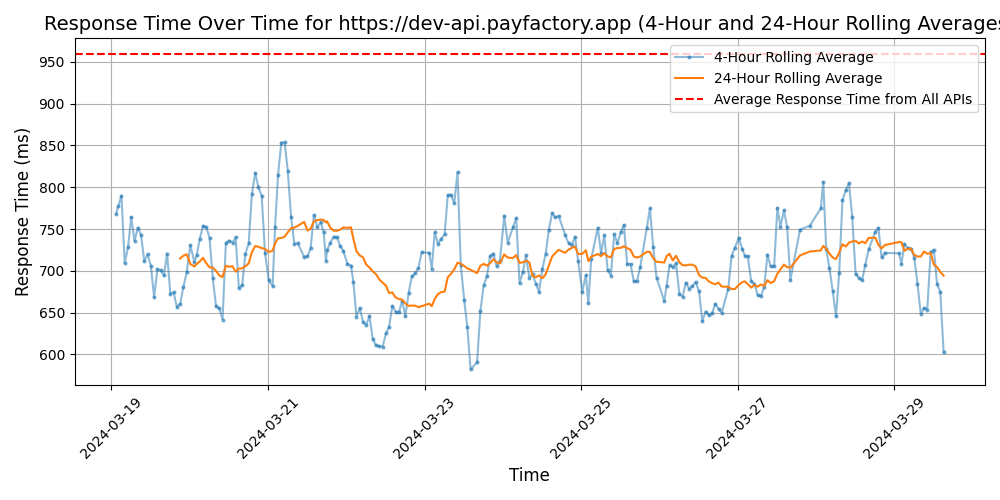 Response Time Over Time for https://dev-api.payfactory.app (4-Hour and 24-Hour Rolling Averages
4-Hour Rolling Average
24-Hour Rolling Average
Average Response Time from All APIs
Response Time (ms)
950
900
850
800
750
700
650
600
2024-03-19
2024-03-21
2024-03-23
2024-03-25
2024-03-27
2024-03-29
Time